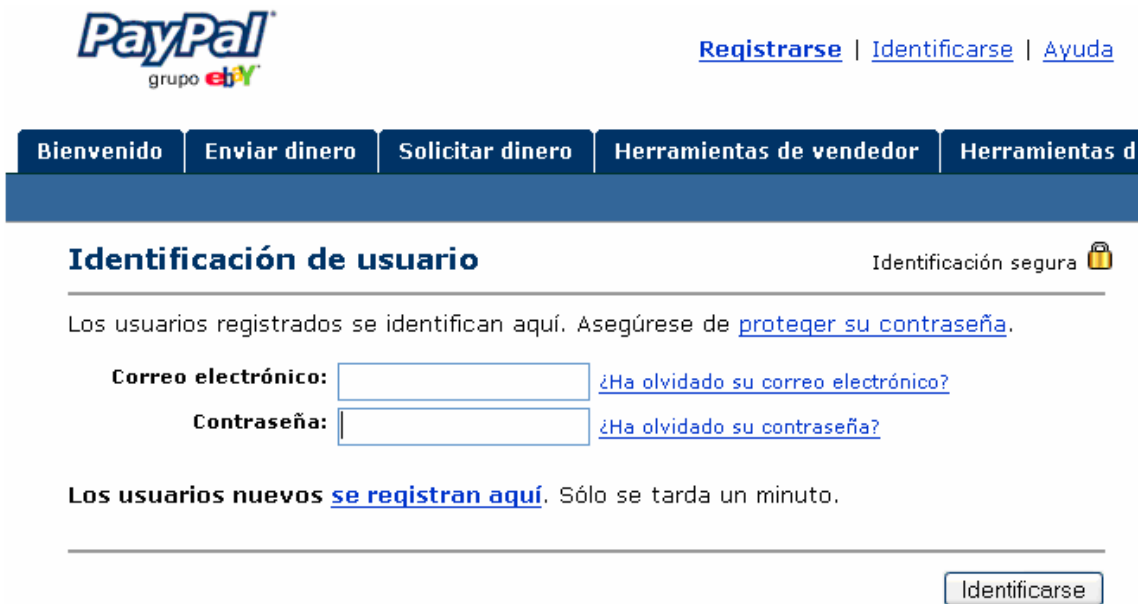 PayPal
grupo ebY
Registrarse | Identificarse | Ayuda
Bienvenido Enviar dinero Solicitar dinero Herramientas de vendedor Herramientas d
Identificación de usuario
Identificación segura
Los usuarios registrados se identifican aquí. Asegúrese de proteger su contraseña.
Correo electrónico: ¿Ha olvidado su correo electrónico?
Contraseña: ¿Ha olvidado su contraseña?
Los usuarios nuevos se registran aquí. Sólo se tarda un minuto.
Identificarse